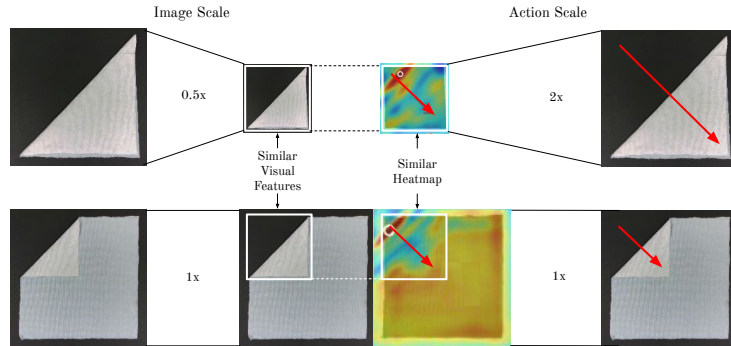 Image Scale
Action Scale
0.5x
2x
Similar
Visual
Features
Similar
Heatmap
1x
1x